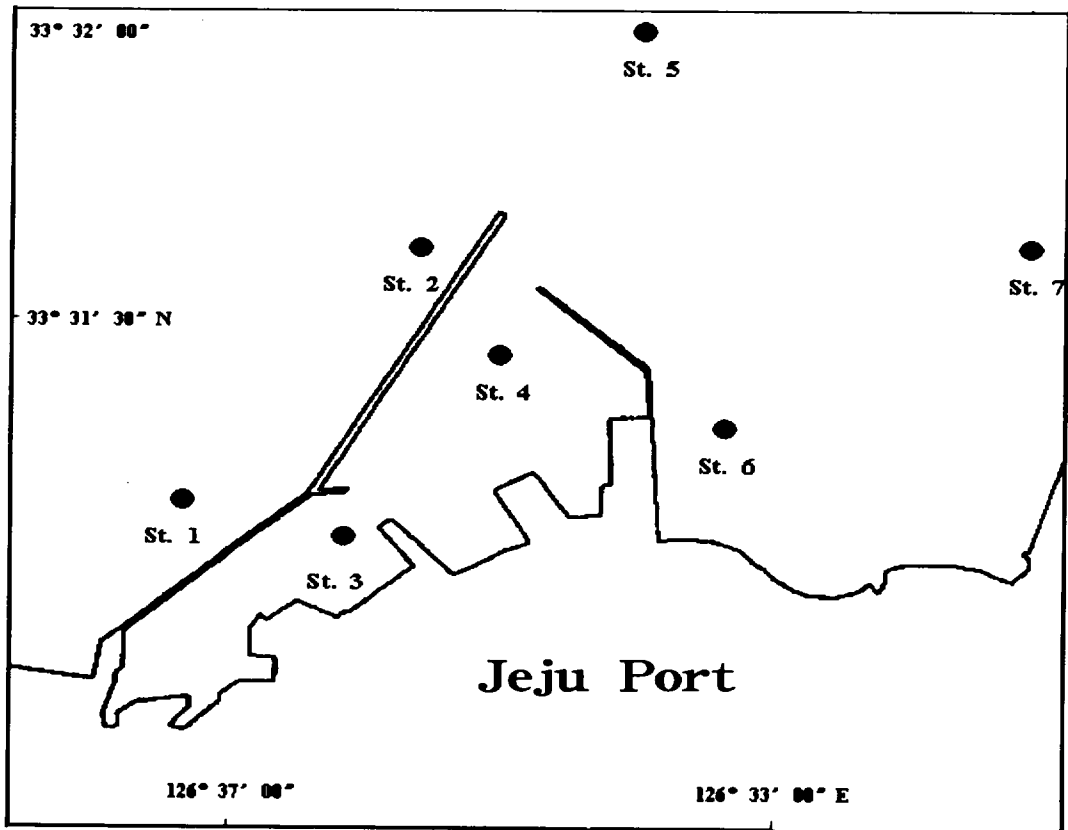 33° 32′ 00″
St. 5
St. 2
St. 7
33° 31′ 30″ N
St. 4
St. 6
St. 1
St. 3
Jeju Port
126° 37′ 00″
126° 33′ 00″ E